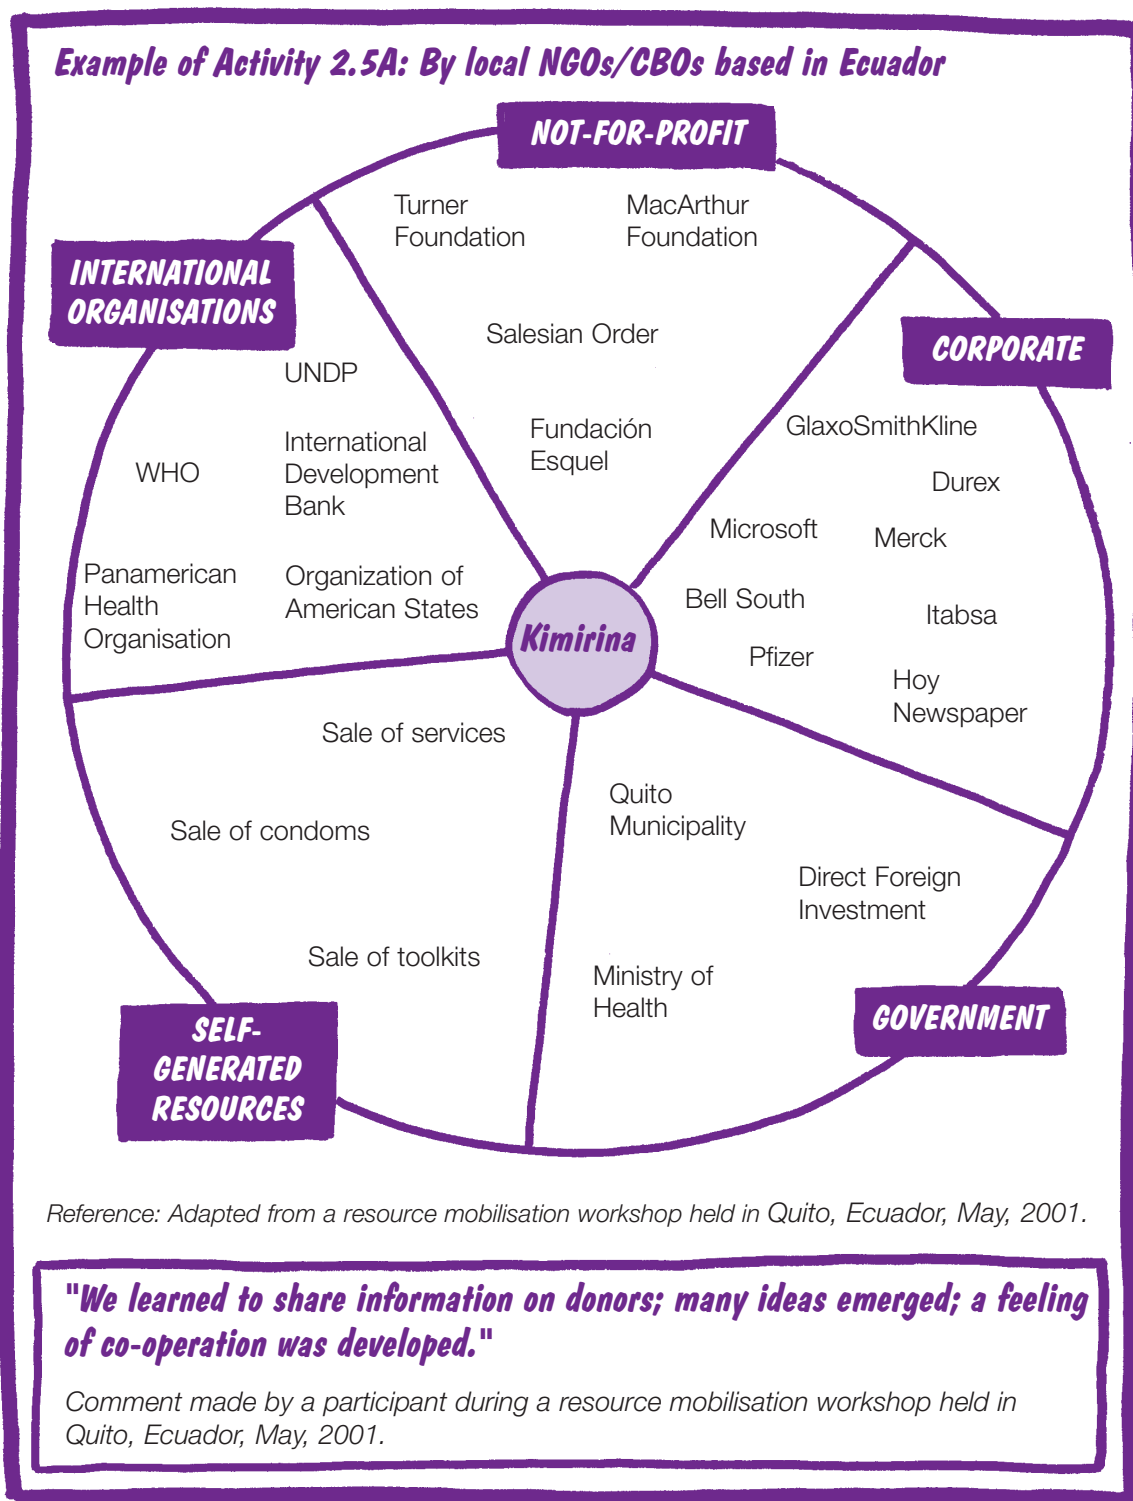 Example of Activity 2.5A: By local NGOs/CBOs based in Ecuador
NOT-FOR-PROFIT
Turner
Foundation
MacArthur
Foundation
Salesian Order
Fundación
Esquel
INTERNATIONAL
ORGANISATIONS
UNDP
WHO
International
Development
Bank
Panamerican
Health
Organisation
Organization of
American States
CORPORATE
GlaxoSmithKline
Durex
Microsoft
Merck
Bell South
Itabsa
Pfizer
Hoy
Newspaper
Kimirina
Sale of services
Sale of condoms
Sale of toolkits
SELF-
GENERATED
RESOURCES
Quito
Municipality
Direct Foreign
Investment
Ministry of
Health
GOVERNMENT
Reference: Adapted from a resource mobilisation workshop held in Quito, Ecuador, May, 2001.
"We learned to share information on donors; many ideas emerged; a feeling
of co-operation was developed."
Comment made by a participant during a resource mobilisation workshop held in
Quito, Ecuador, May, 2001.